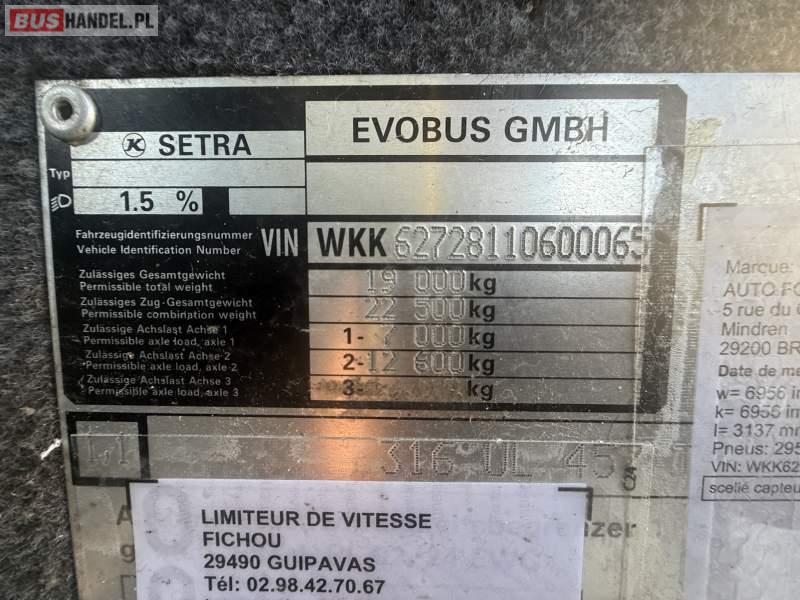 BUSHANDEL.PL
SETRA
EVOBUS GMBH
Typ
1.5 %
Fahrzeugidentifizierungsnummer
Vehicle Identification Number
VIN WKK 62728110600065
Zulässiges Gesamtgewicht
Permissible total weight
19 000 kg
Zulässiges Zug-Gesamtgewicht
Permissible combination weight
22 500 kg
Zulässige Achslast Achse 1
Permissible axle load, axle 1
1- 7 000 kg
Zulässige Achslast Achse 2
Permissible axle load, axle 2
2- 12 600 kg
Zulässige Achslast Achse 3
Permissible axle load, axle 3
3- kg
316 UL
LIMITEUR DE VITESSE
FICHOU
29490 GUIPAVAS
Tél: 02.98.42.70.67
Marque:
AUTO
5 rue du
Mindren
29200
Date de
w= 6956
k= 6956
l= 3137
Pneus:
VIN: WKK62
scellé